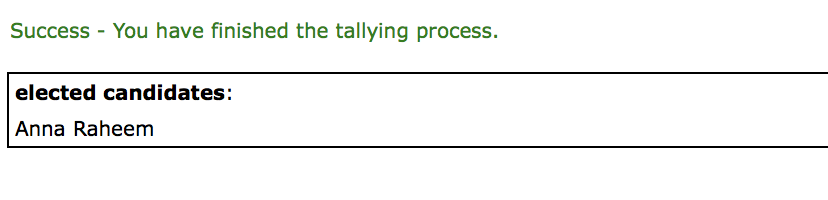 Success - You have finished the tallying process.
elected candidates:
Anna Raheem